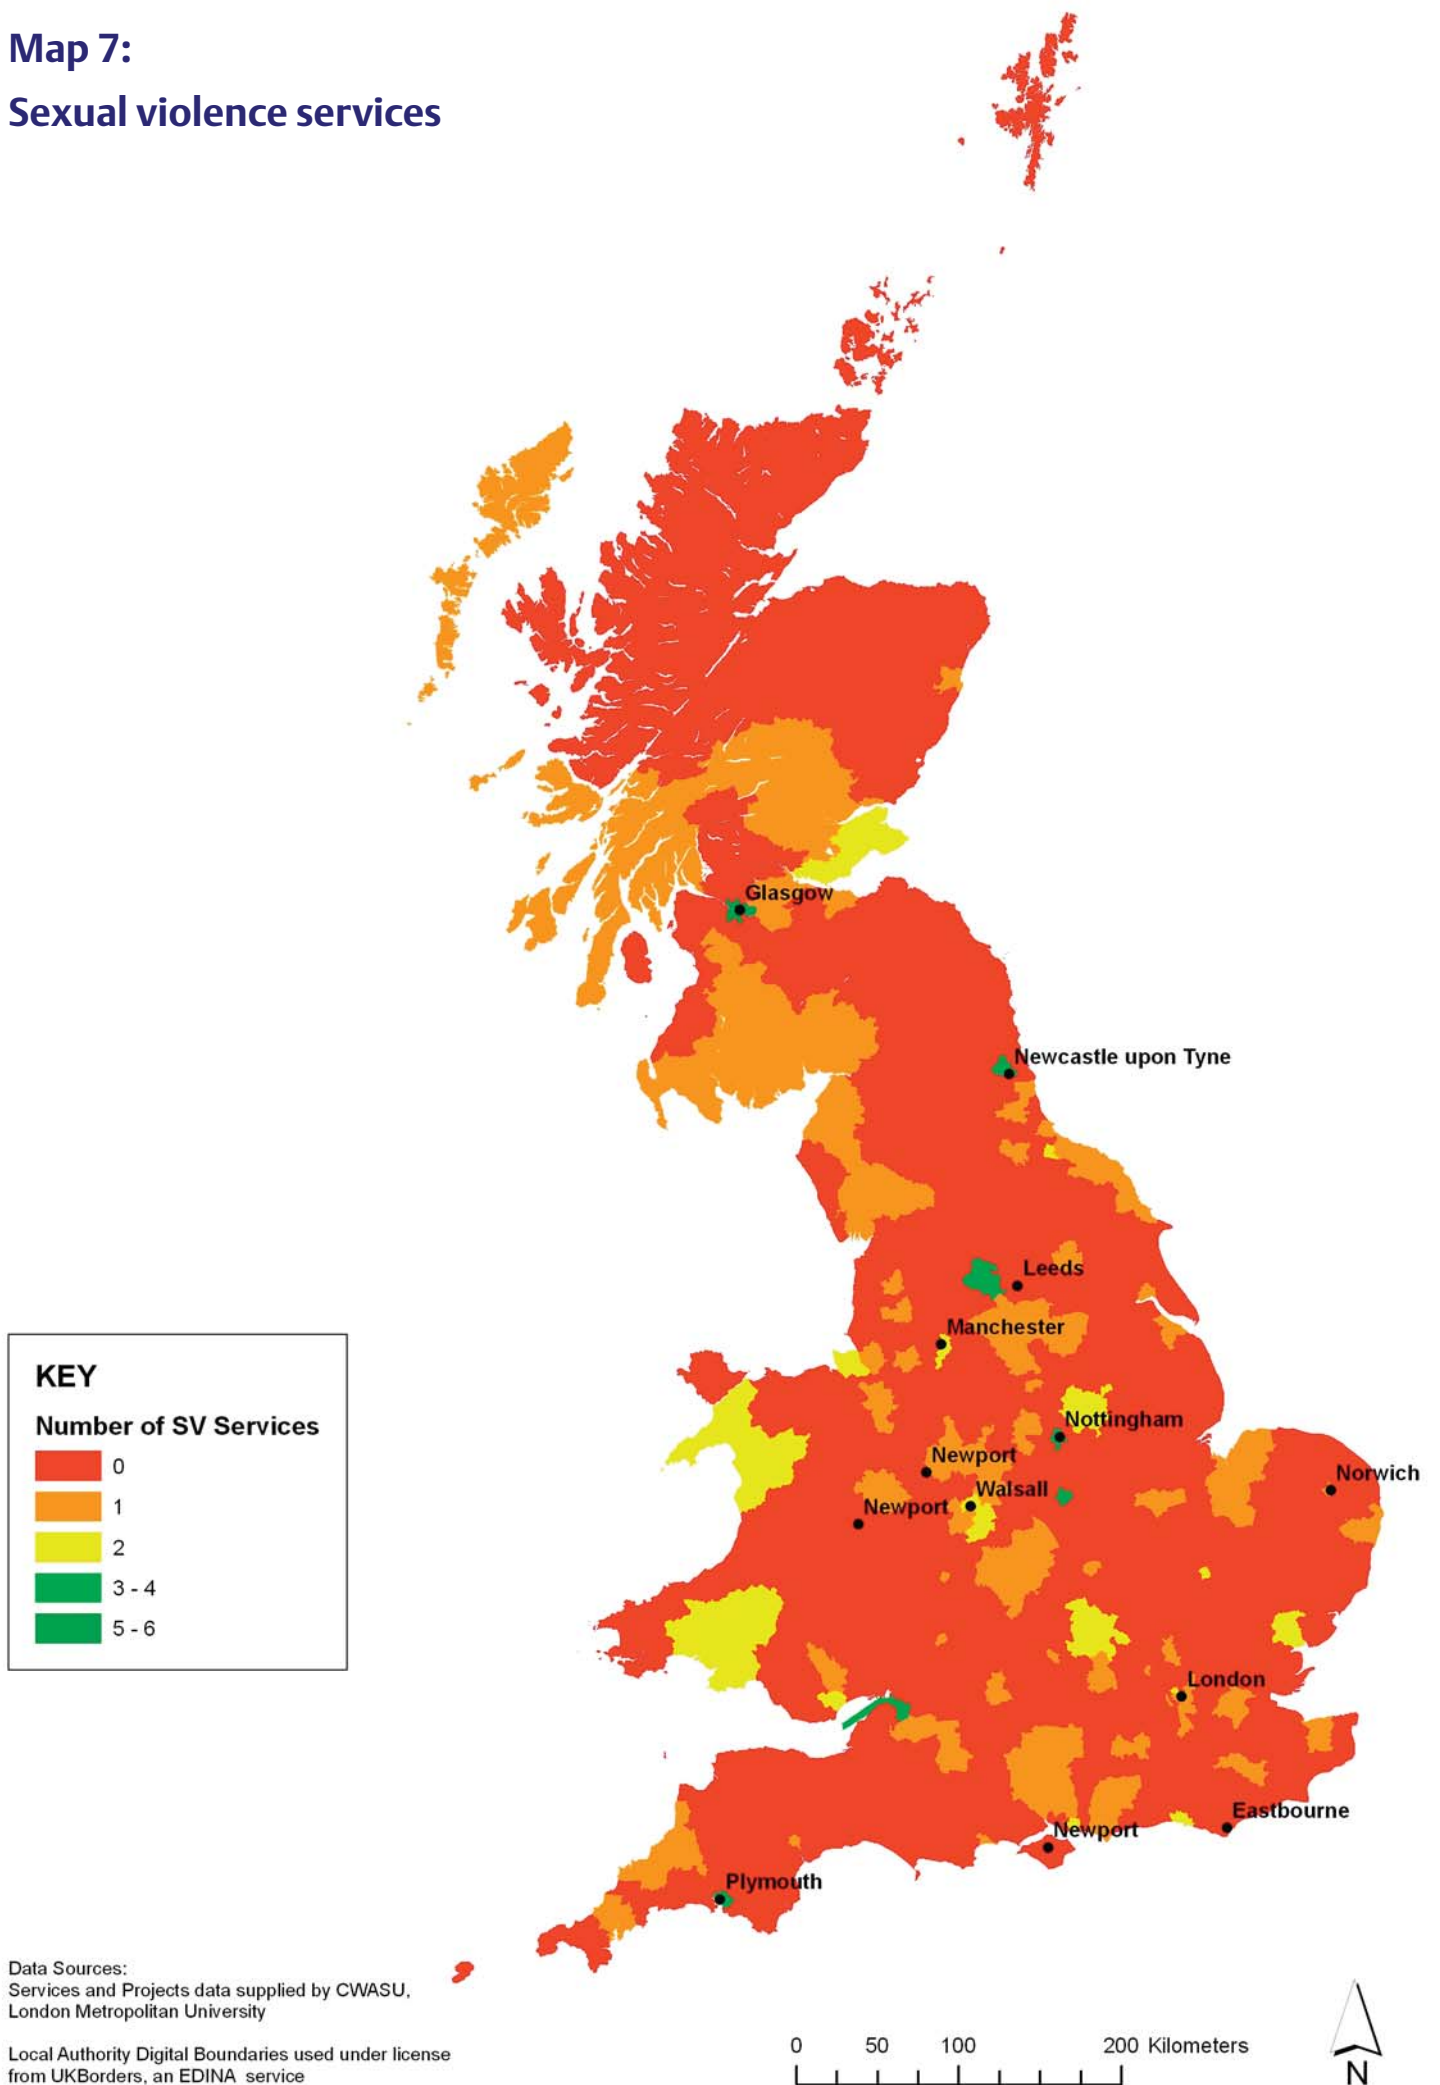 Map 7:
Sexual violence services
Glasgow
Newcastle upon Tyne
Leeds
Manchester
Nottingham
Newport
Norwich
Walsall
Newport
London
Eastbourne
Newport
Plymouth
KEY
Number of SV Services
0
1
2
3 - 4
5 - 6
Data Sources:
Services and Projects data supplied by CWASU,
London Metropolitan University
Local Authority Digital Boundaries used under license
from UKBorders, an EDINA service
0 50 100 200 Kilometers
N